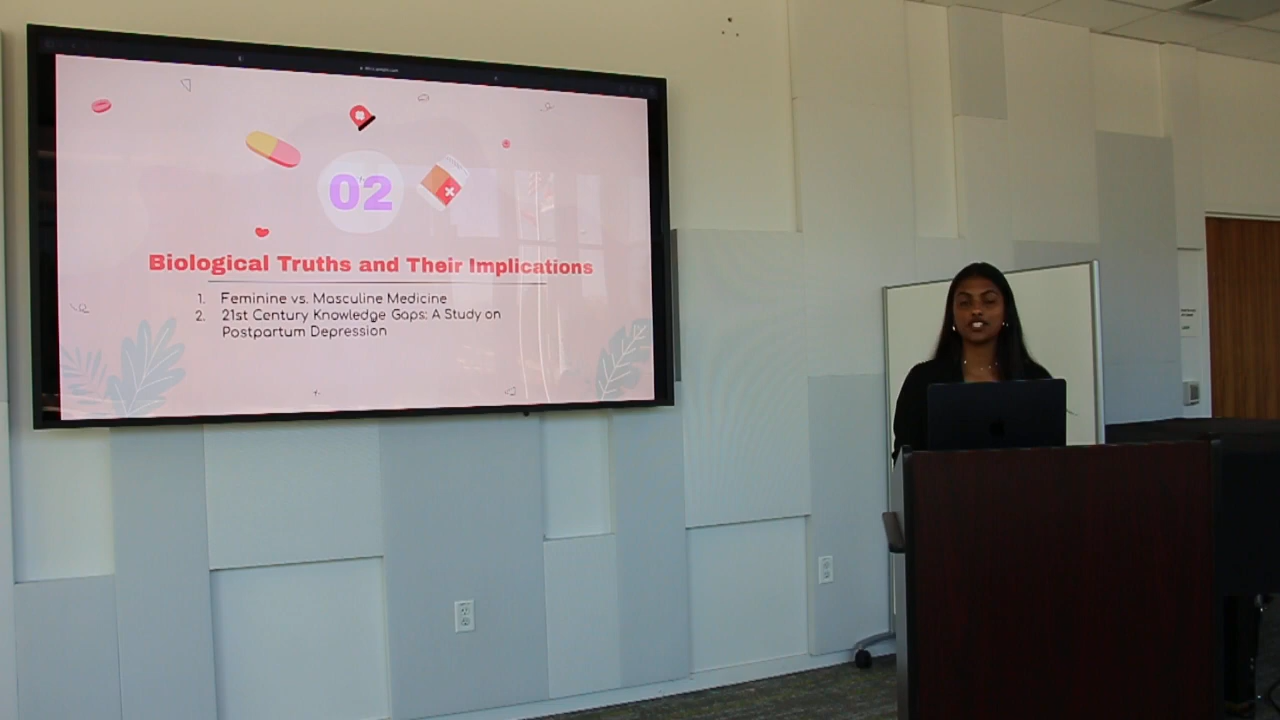 02
Biological Truths and Their Implications
1. Feminine vs. Masculine Medicine
2. 21st Century Knowledge Gaps: A Study on
Postpartum Depression